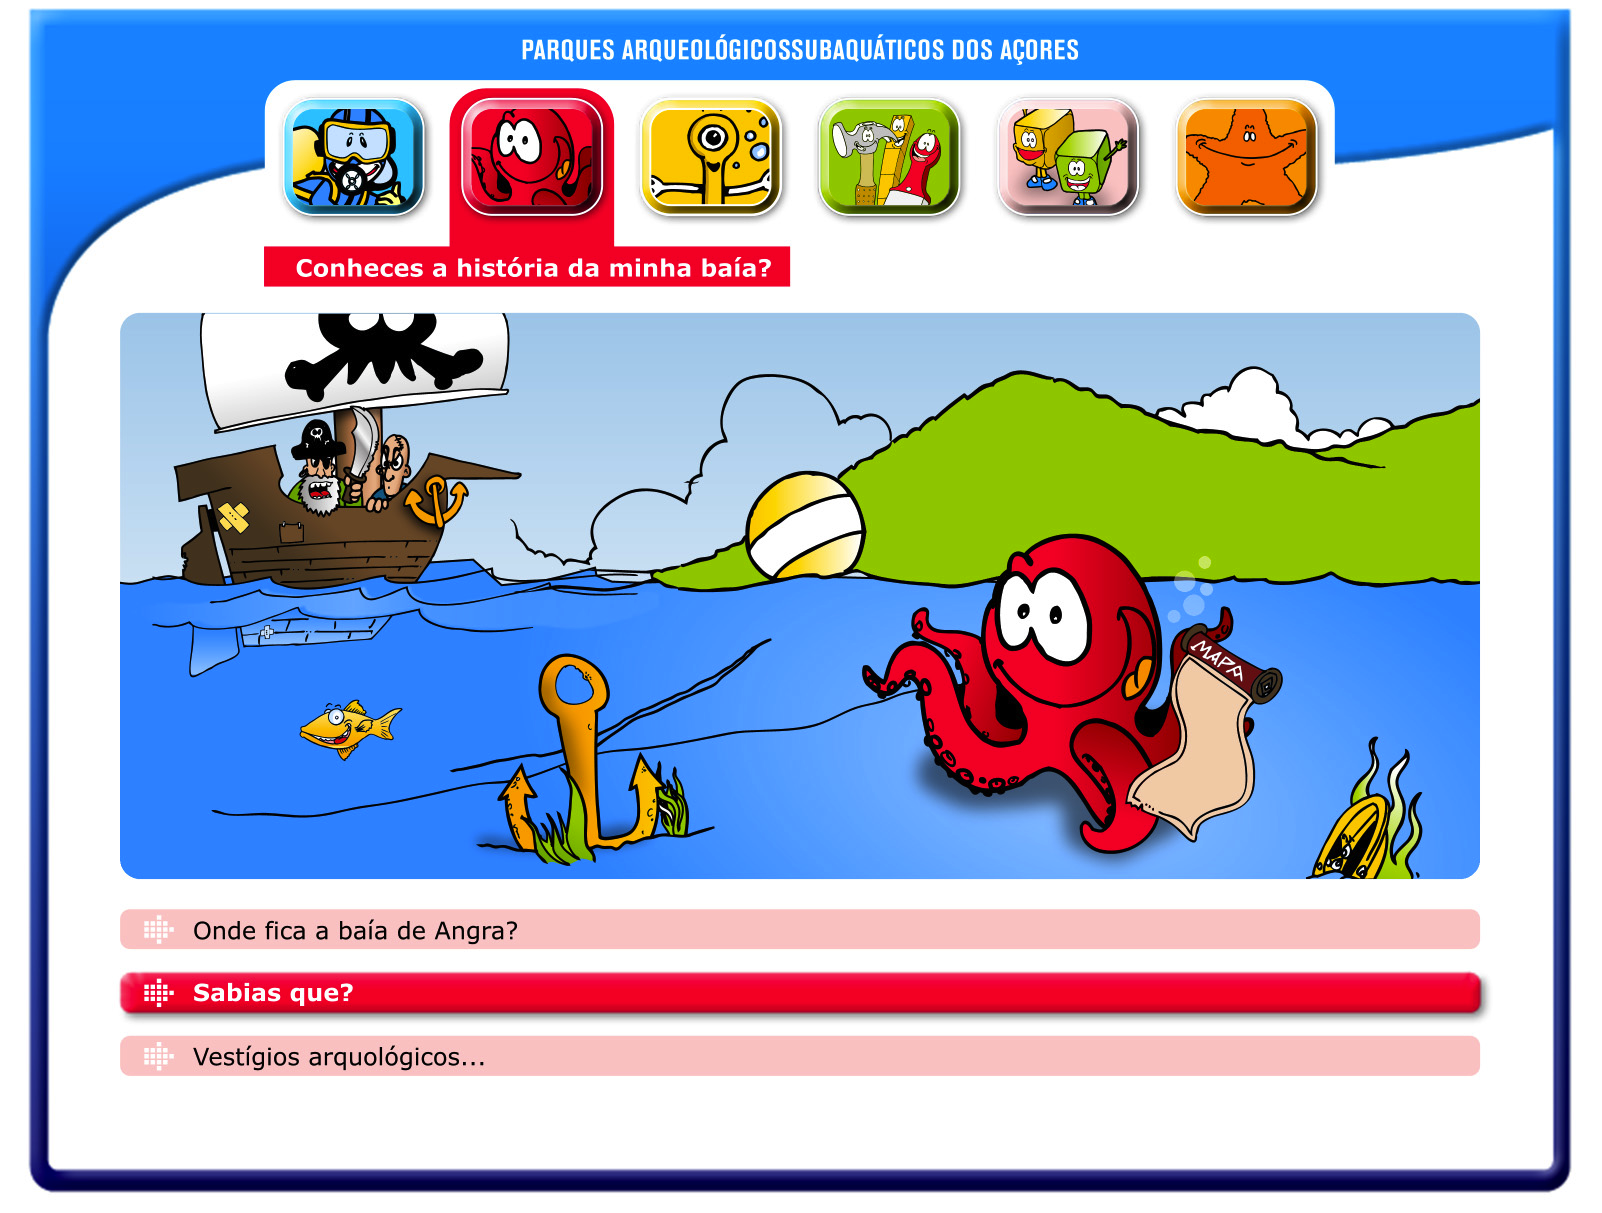 PARQUES ARQUEOLÓGICOSSUBAQUÁTICOS DOS AÇORES
Conheces a história da minha baía?
MAPA
Onde fica a baía de Angra?
Sabias que?
Vestígios arquológicos...